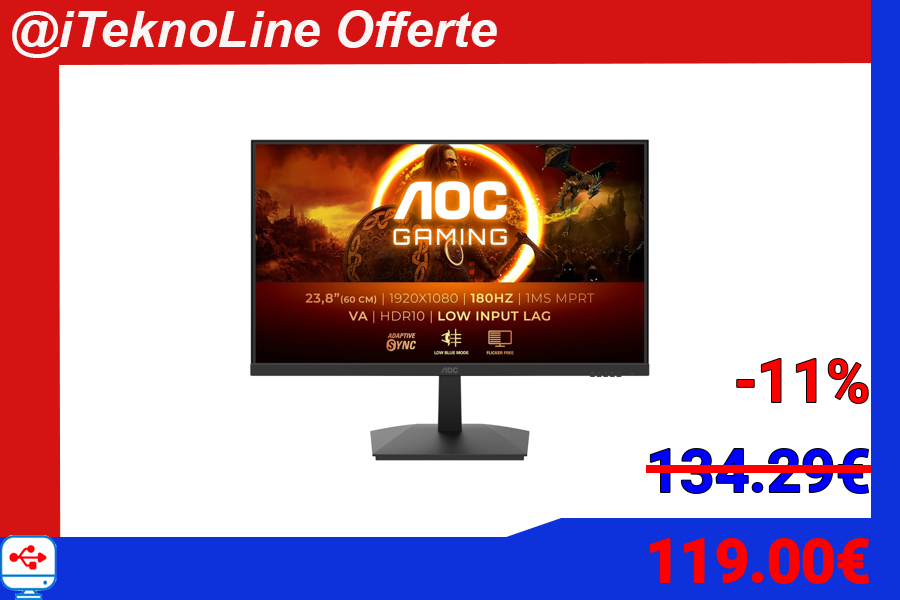 @iTeknoLine Offerte
AOC
GAMING
23,8”(60 CM) | 1920X1080 | 180HZ | 1MS MPRT
VA | HDR10 | LOW INPUT LAG
ADAPTIVE
SYNC
LOW BLUE MODE
FLICKER FREE
AOC
-11%
134.29€
119.00€